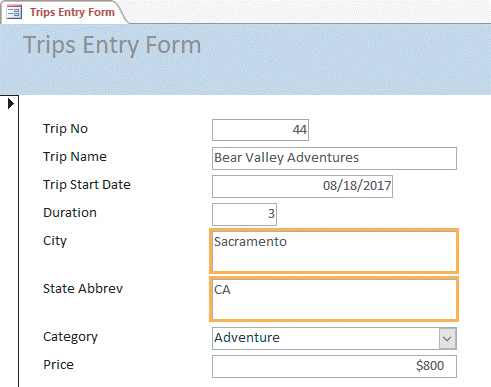 Trips Entry Form
Trips Entry Form
Trip No 44
Trip Name Bear Valley Adventures
Trip Start Date 08/18/2017
Duration 3
City Sacramento
State Abbrev CA
Category Adventure
Price $800